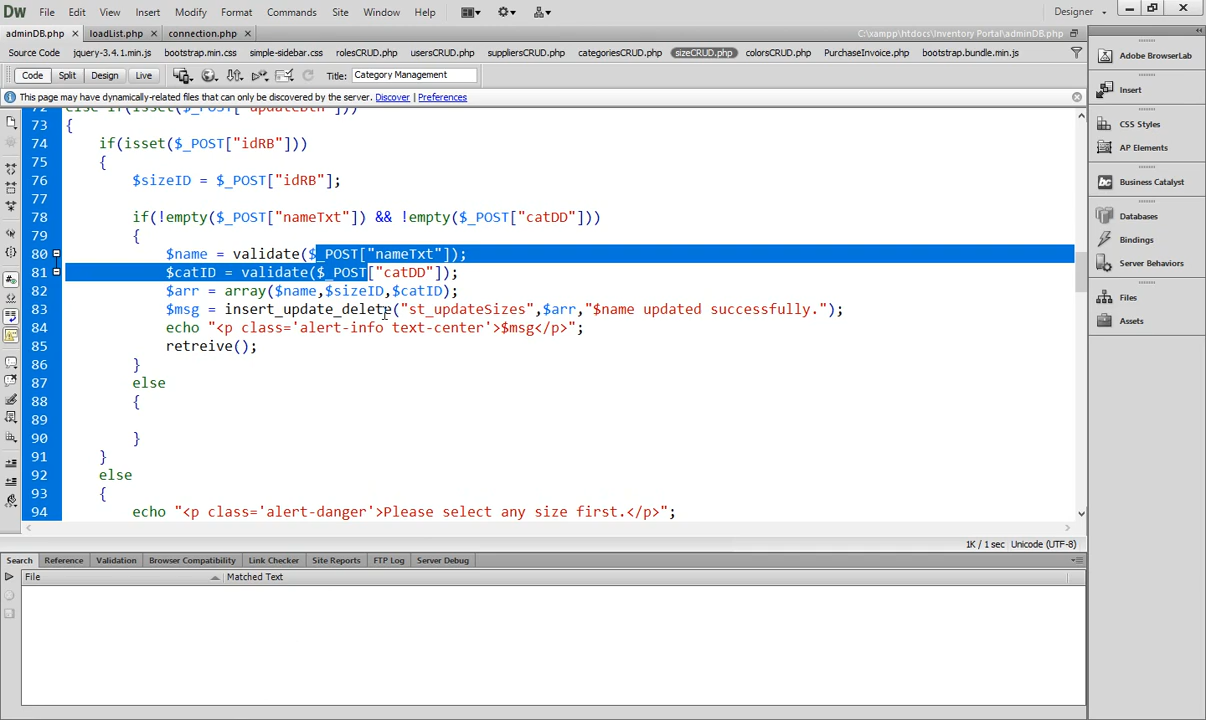 DW File Edit View Insert Modify Format Commands Site Window Help Designer
adminDB.php loadList.php connection.php C:\xampp\htdocs\Inventory Portal\adminDB.php
Source Code jquery-3.4.1.min.js bootstrap.min.css simple-sidebar.css rolesCRUD.php usersCRUD.php suppliersCRUD.php categoriesCRUD.php sizeCRUD.php colorsCRUD.php PurchaseInvoice.php bootstrap.bundle.min.js
Code Split Design Live Title: Category Management
This page may have dynamically-related files that can only be discovered by the server. Discover | Preferences
72 else if(isset($_POST["updateBtn"]))
73 {
74 if(isset($_POST["idRB"]))
75 {
76 $sizeID = $_POST["idRB"];
77
78 if(!empty($_POST["nameTxt"]) && !empty($_POST["catDD"]))
79 {
80 $name = validate($_POST["nameTxt"]);
81 $catID = validate($_POST["catDD"]);
82 $arr = array($name,$sizeID,$catID);
83 $msg = insert_update_delete("st_updateSizes",$arr,"$name updated successfully.");
84 echo "<p class='alert-info text-center'>$msg</p>";
85 retreive();
86 }
87 else
88 {
89
90 }
91 }
92 else
93 {
94 echo "<p class='alert-danger'>Please select any size first.</p>";
1K / 1 sec Unicode (UTF-8)
Search Reference Validation Browser Compatibility Link Checker Site Reports FTP Log Server Debug
File Matched Text
Adobe BrowserLab
Insert
CSS Styles
AP Elements
Business Catalyst
Databases
Bindings
Server Behaviors
Files
Assets